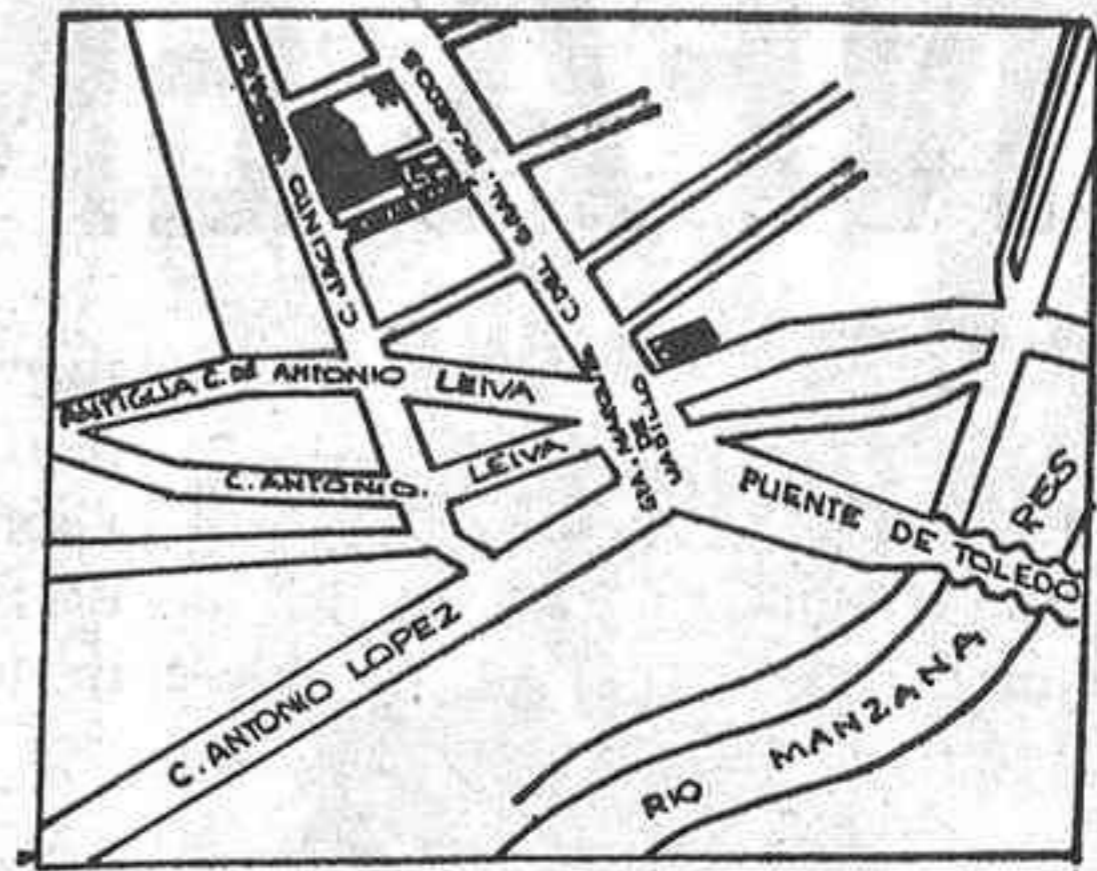 C. JACINTO
C. DEL GRAL. RICARDOS
GTA. MARQUÉS
DE
VADILLO
ANTIGUA C. DE ANTONIO LEIVA
C. ANTONIO. LEIVA
PUENTE DE TOLEDO
C. ANTONIO LOPEZ
RIO MANZANA RES